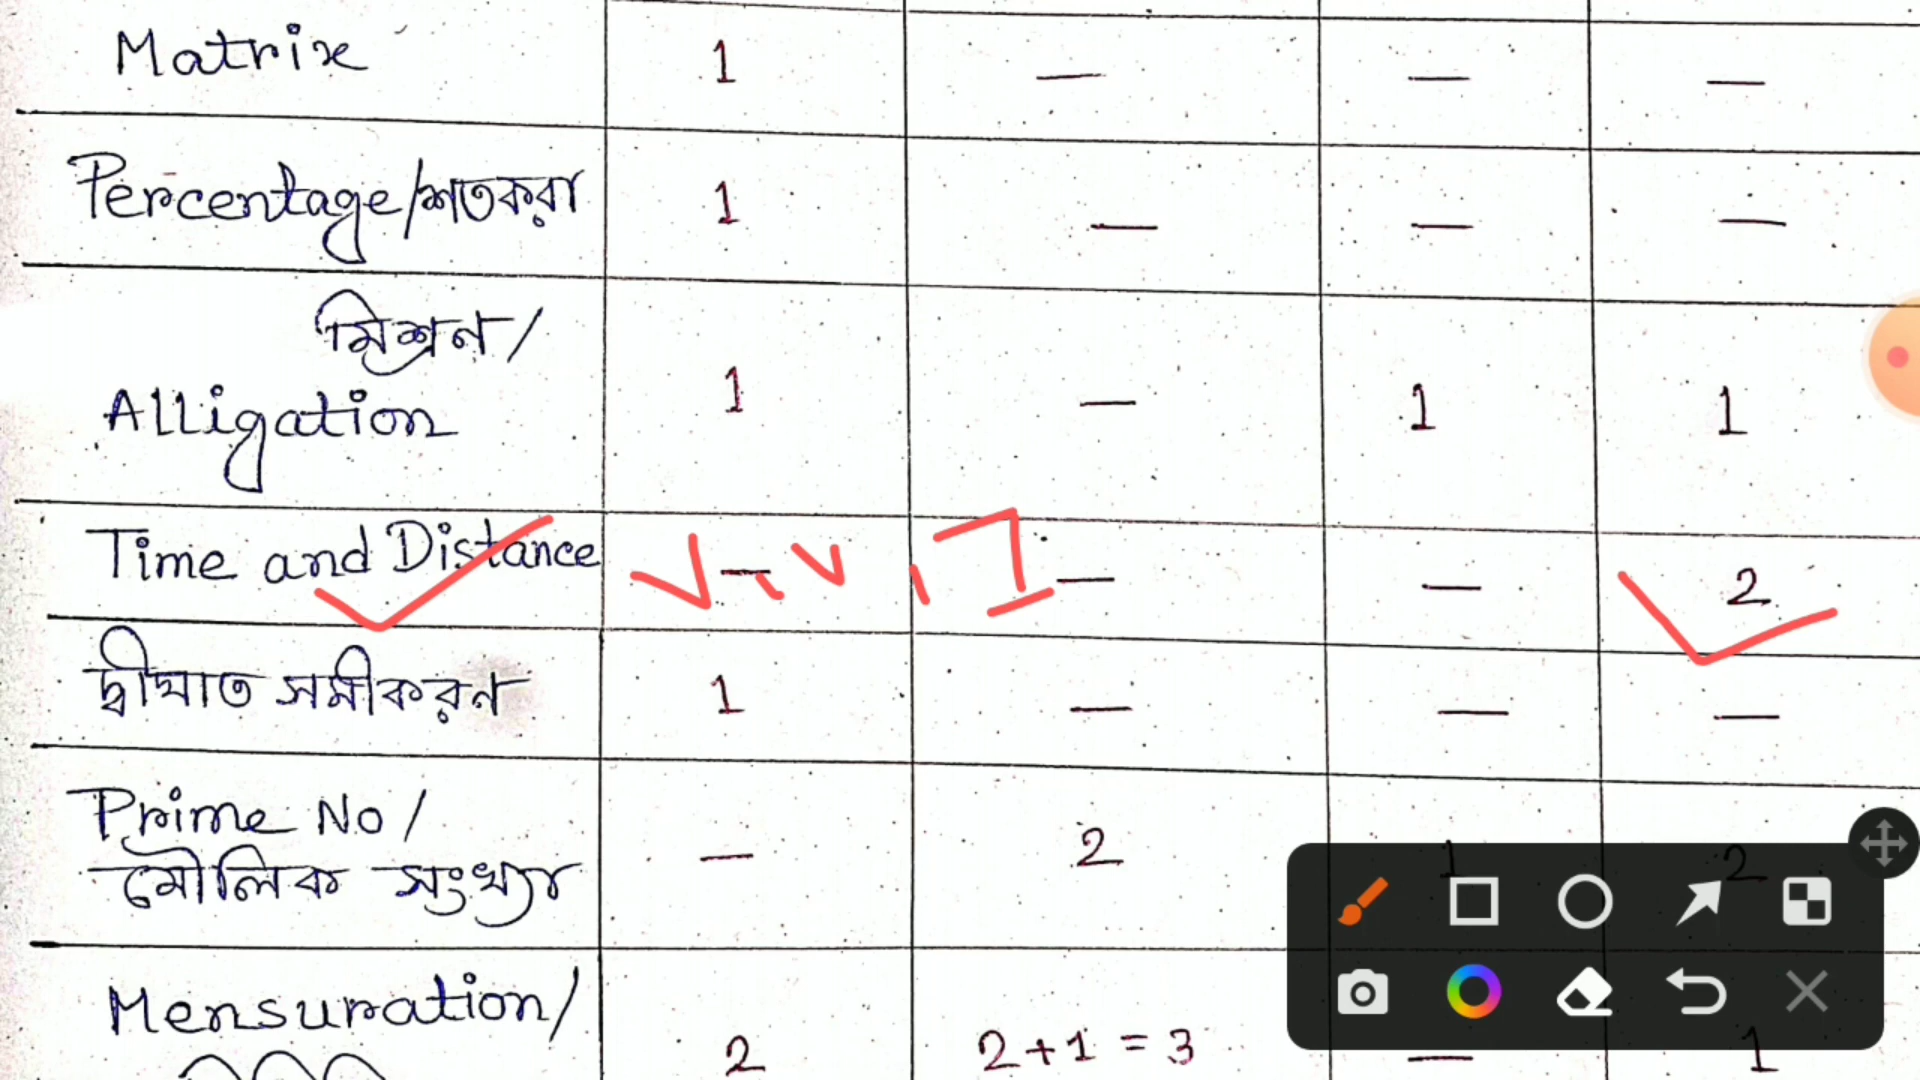 Matrix 1 — — —
Percentage/শতকরা 1 — — —
মিশ্রন/
Alligation 1 — 1 1
Time and Distance — — — 2
V.V.I
দ্বীঘাত সমীকরণ 1 — — —
Prime No/
মৌলিক সংখ্যা — 2 1 2
Mensuration/ 2 2+1=3 — 1